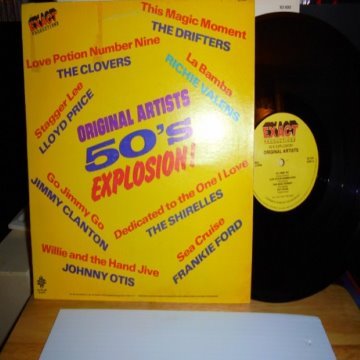 EXACT
PRODUCTIONS
This Magic Moment
THE DRIFTERS
Love Potion Number Nine
THE CLOVERS
La Bamba
RICHIE VALENS
Stagger Lee
LLOYD PRICE
ORIGINAL ARTISTS
50's
EXPLOSION!
Go Jimmy Go
JIMMY CLANTON
Dedicated to the One I Love
THE SHIRELLES
Willie and the Hand Jive
JOHNNY OTIS
Sea Cruise
FRANKIE FORD
EXACT
PRODUCTIONS
ORIGINAL ARTISTS